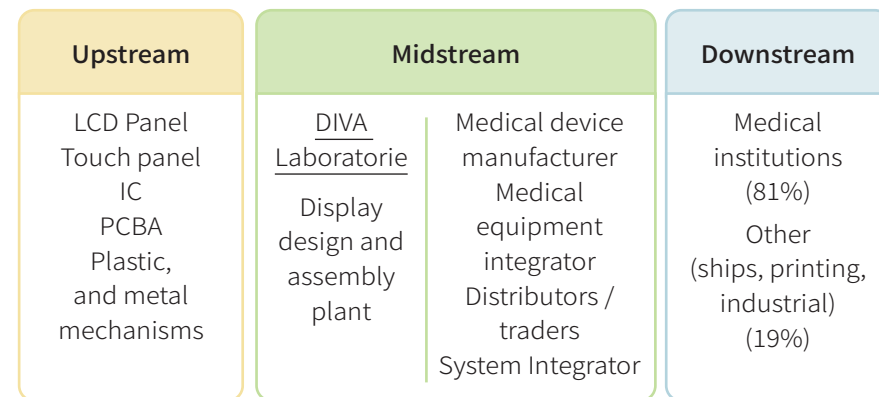 Upstream
LCD Panel
Touch panel
IC
PCBA
Plastic,
and metal
mechanisms
Midstream
DIVA
Laboratorie
Display
design and
assembly
plant
Medical device
manufacturer
Medical
equipment
integrator
Distributors /
traders
System Integrator
Downstream
Medical
institutions
(81%)
Other
(ships, printing,
industrial)
(19%)